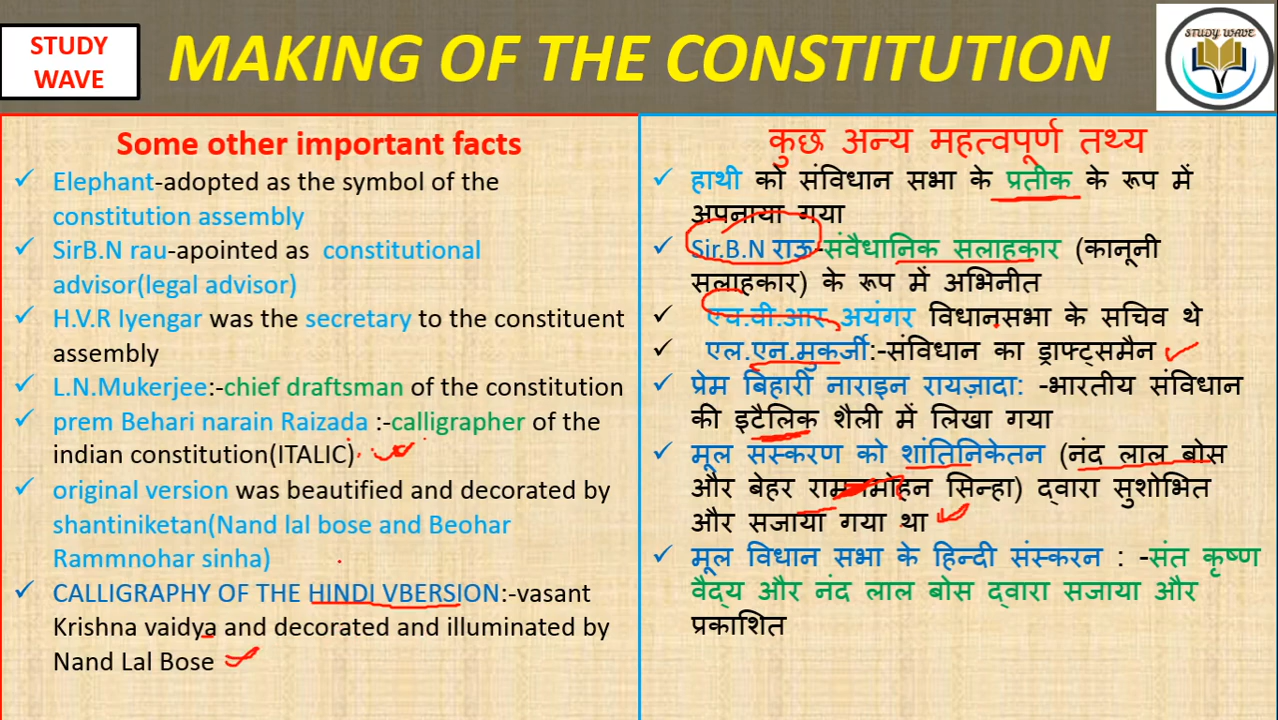 STUDY
WAVE
MAKING OF THE CONSTITUTION
STUDY WAVE
Some other important facts
Elephant-adopted as the symbol of the
constitution assembly
SirB.N rau-apointed as constitutional
advisor(legal advisor)
H.V.R Iyengar was the secretary to the constituent
assembly
L.N.Mukerjee:-chief draftsman of the constitution
prem Behari narain Raizada :-calligrapher of the
indian constitution(ITALIC)
original version was beautified and decorated by
shantiniketan(Nand lal bose and Beohar
Rammnohar sinha)
CALLIGRAPHY OF THE HINDI VBERSION:-vasant
Krishna vaidya and decorated and illuminated by
Nand Lal Bose
कुछ अन्य महत्वपूर्ण तथ्य
हाथी को संविधान सभा के प्रतीक के रूप में
अपनाया गया
Sir.B.N राऊ-संवैधानिक सलाहकार (कानूनी
सलाहकार) के रूप में अभिनीत
एच.वी.आर अयंगर विधानसभा के सचिव थे
एल.एन.मुकर्जी:-संविधान का ड्राफ्ट्समैन
प्रेम बिहारी नाराइन रायज़ादा: -भारतीय संविधान
की इटैलिक शैली में लिखा गया
मूल संस्करण को शांतिनिकेतन (नंद लाल बोस
और बेहर सिन्हा) द्वारा सुशोभित
और सजाया गया था
मूल विधान सभा के हिन्दी संस्करन : -संत कृष्ण
वैद्य और नंद लाल बोस द्वारा सजाया और
प्रकाशित